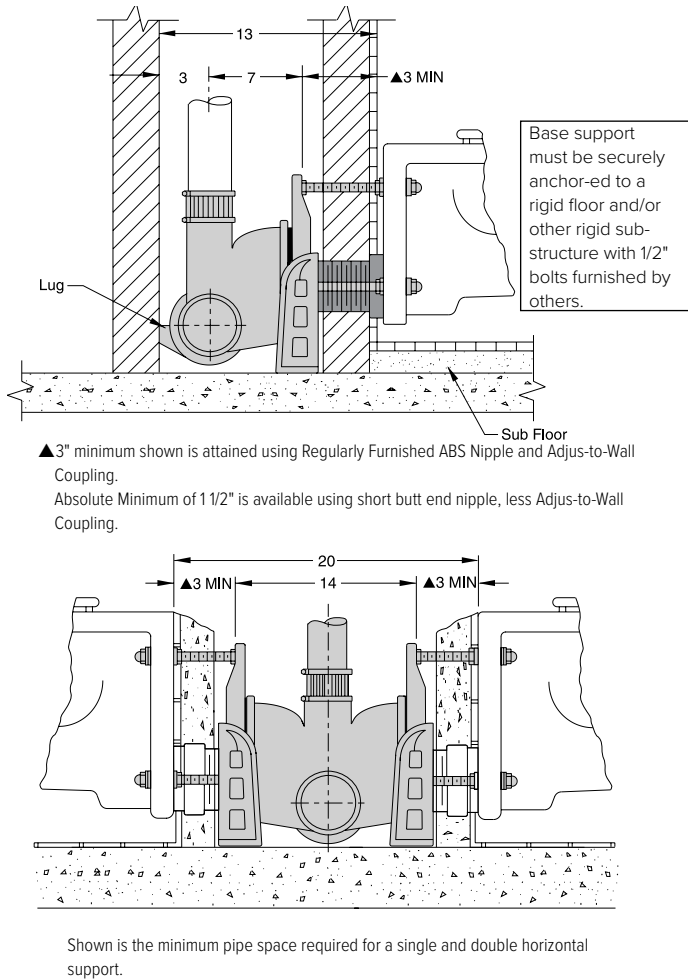 13
3
7
▲3 MIN
Base support
must be securely
anchor-ed to a
rigid floor and/or
other rigid sub-
structure with 1/2"
bolts furnished by
others.
Lug
Sub Floor
▲3" minimum shown is attained using Regularly Furnished ABS Nipple and Adjus-to-Wall
Coupling.
Absolute Minimum of 1 1/2" is available using short butt end nipple, less Adjus-to-Wall
Coupling.
20
▲3 MIN
14
▲3 MIN
Shown is the minimum pipe space required for a single and double horizontal
support.